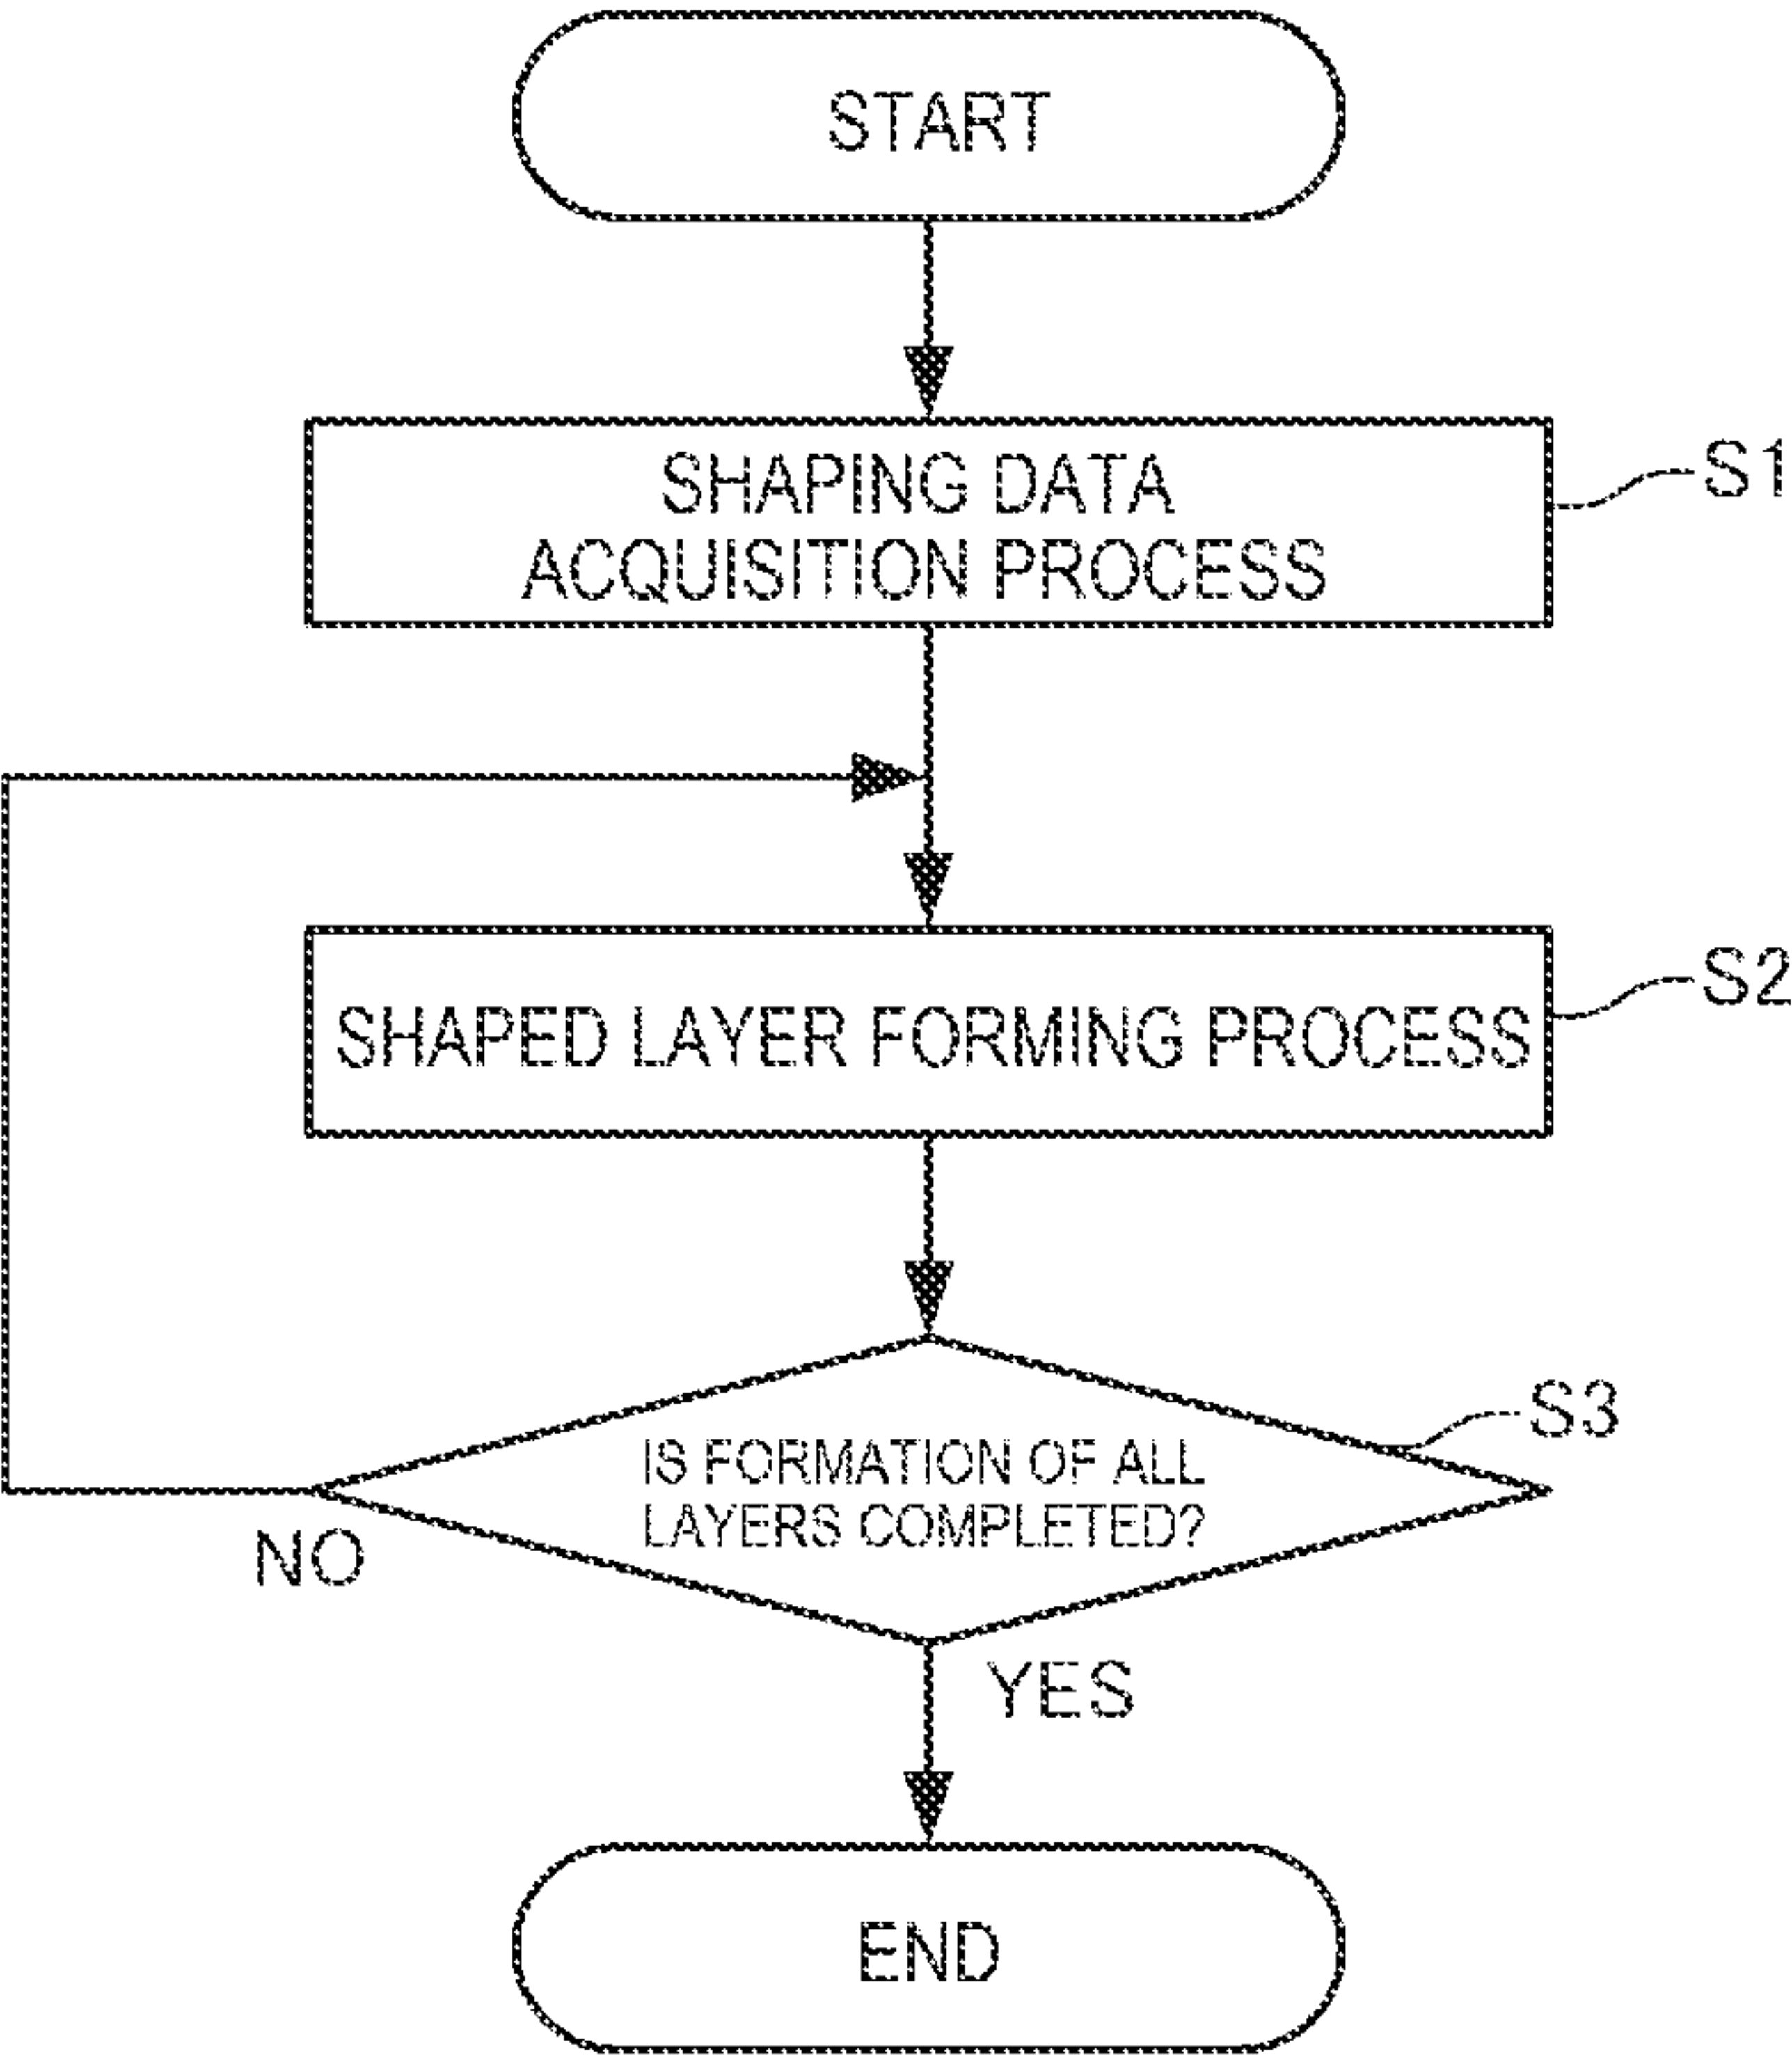 START
SHAPING DATA
ACQUISITION PROCESS
S1
SHAPED LAYER FORMING PROCESS
S2
IS FORMATION OF ALL
LAYERS COMPLETED?
S3
NO
YES
END